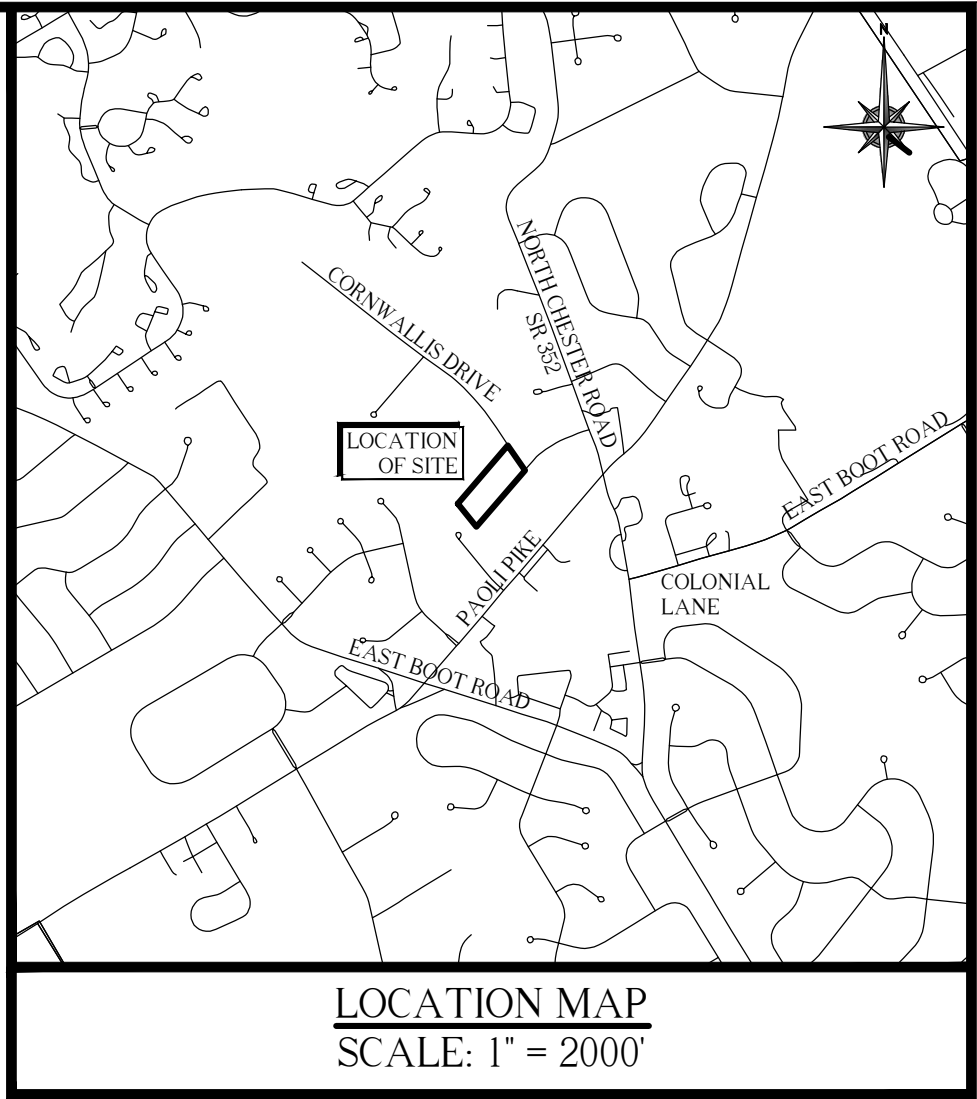 N
NORTH CHESTER ROAD
SR 352
CORNWALLIS DRIVE
LOCATION
OF SITE
EAST BOOT ROAD
PAOLI PIKE
COLONIAL
LANE
EAST BOOT ROAD
LOCATION MAP
SCALE: 1" = 2000'